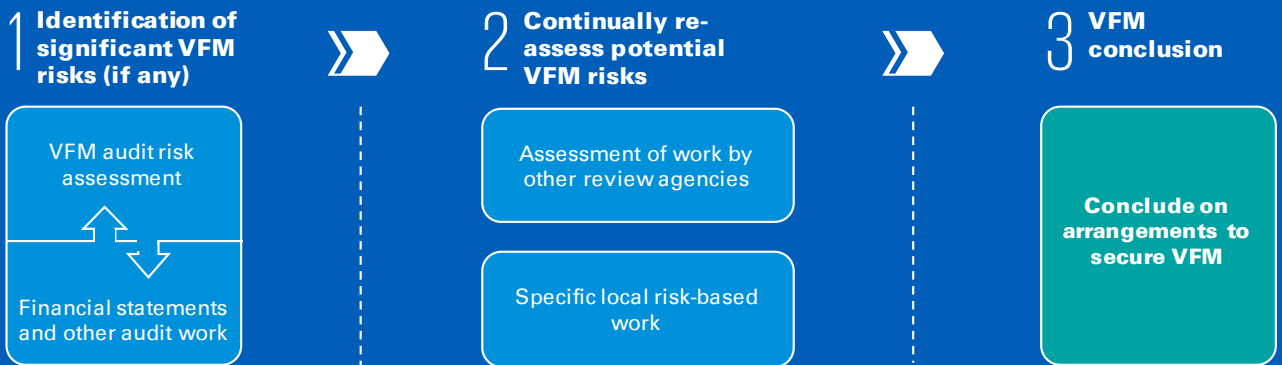 1 Identification of
significant VFM
risks (if any)
2 Continually re-
assess potential
VFM risks
3 VFM
conclusion
VFM audit risk
assessment
Financial statements
and other audit work
Assessment of work by
other review agencies
Specific local risk-based
work
Conclude on
arrangements to
secure VFM